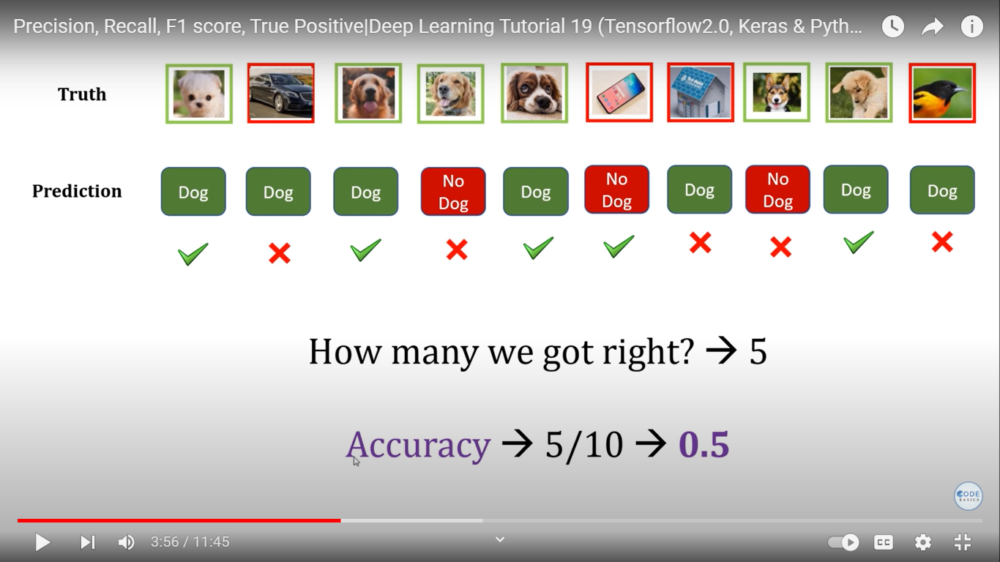 Precision, Recall, F1 score, True Positive|Deep Learning Tutorial 19 (Tensorflow2.0, Keras & Pyth...
Truth
Prediction
Dog
Dog
Dog
No
Dog
Dog
No
Dog
Dog
No
Dog
Dog
Dog
How many we got right? → 5
Accuracy → 5/10 → 0.5
CODE
BASICS
3:56 / 11:45
CC